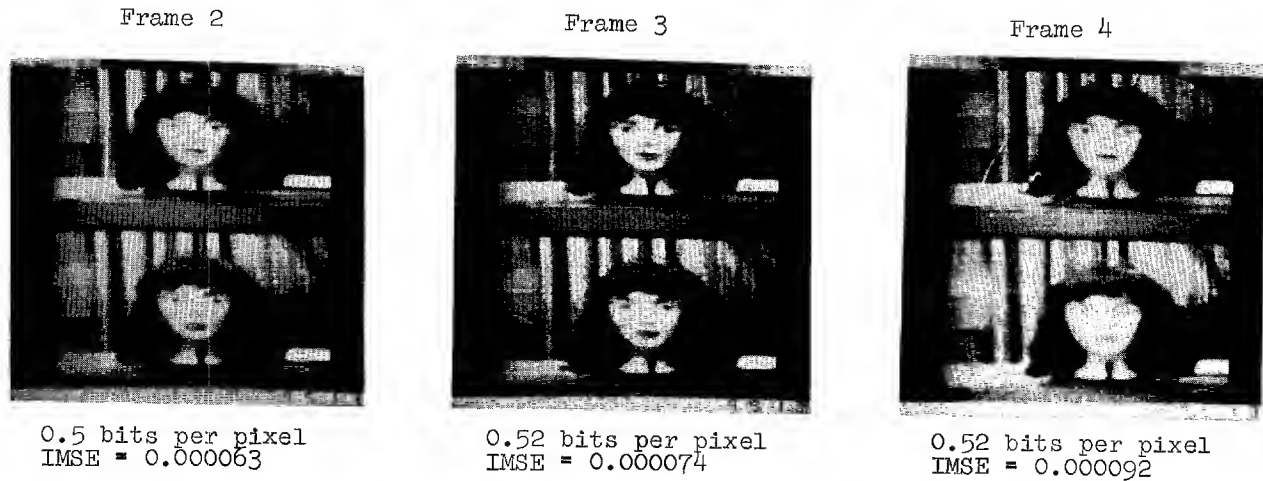 Frame 2
Frame 3
Frame 4
0.5 bits per pixel
IMSE = 0.000063
0.52 bits per pixel
IMSE = 0.000074
0.52 bits per pixel
IMSE = 0.000092